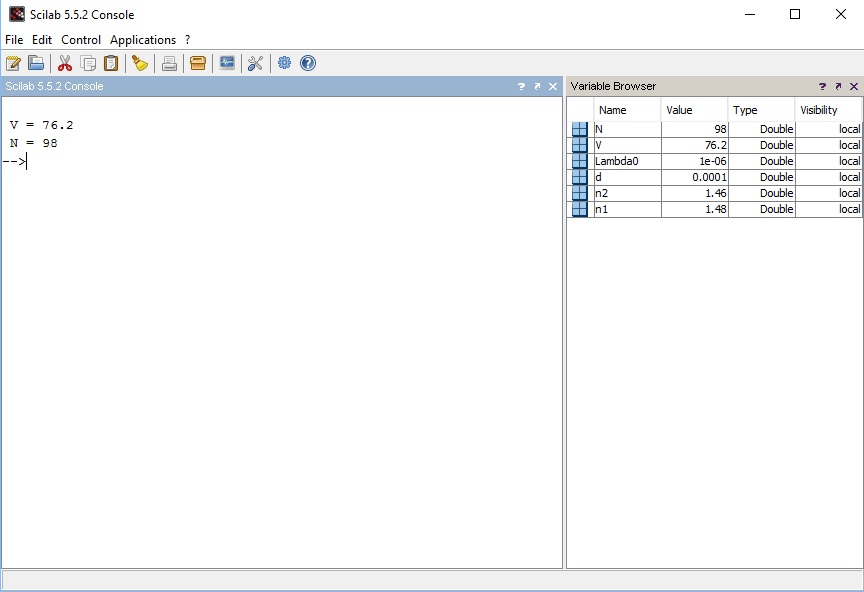 Scilab 5.5.2 Console
File Edit Control Applications ?
Scilab 5.5.2 Console
V = 76.2
N = 98
-->
Variable Browser
Name Value Type Visibility
N 98 Double local
V 76.2 Double local
Lambda0 1e-06 Double local
d 0.0001 Double local
n2 1.46 Double local
n1 1.48 Double local